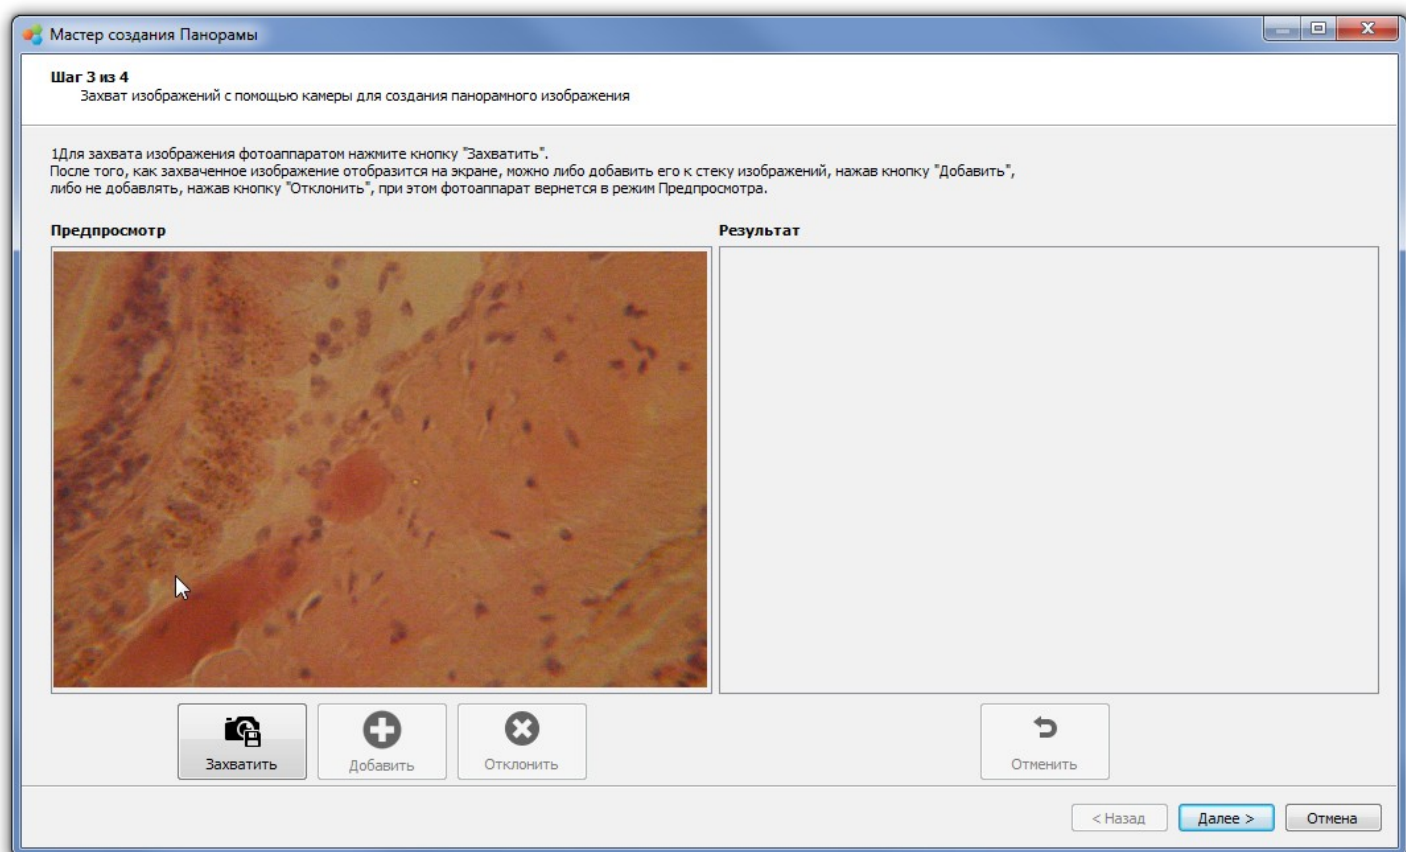 Мастер создания Панорамы
Шаг 3 из 4
Захват изображений с помощью камеры для создания панорамного изображения
1Для захвата изображения фотоаппаратом нажмите кнопку "Захватить".
После того, как захваченное изображение отобразится на экране, можно либо добавить его к стеку изображений, нажав кнопку "Добавить",
либо не добавлять, нажав кнопку "Отклонить", при этом фотоаппарат вернется в режим Предпросмотра.
Предпросмотр
Результат
Захватить
Добавить
Отклонить
Отменить
< Назад
Далее >
Отмена